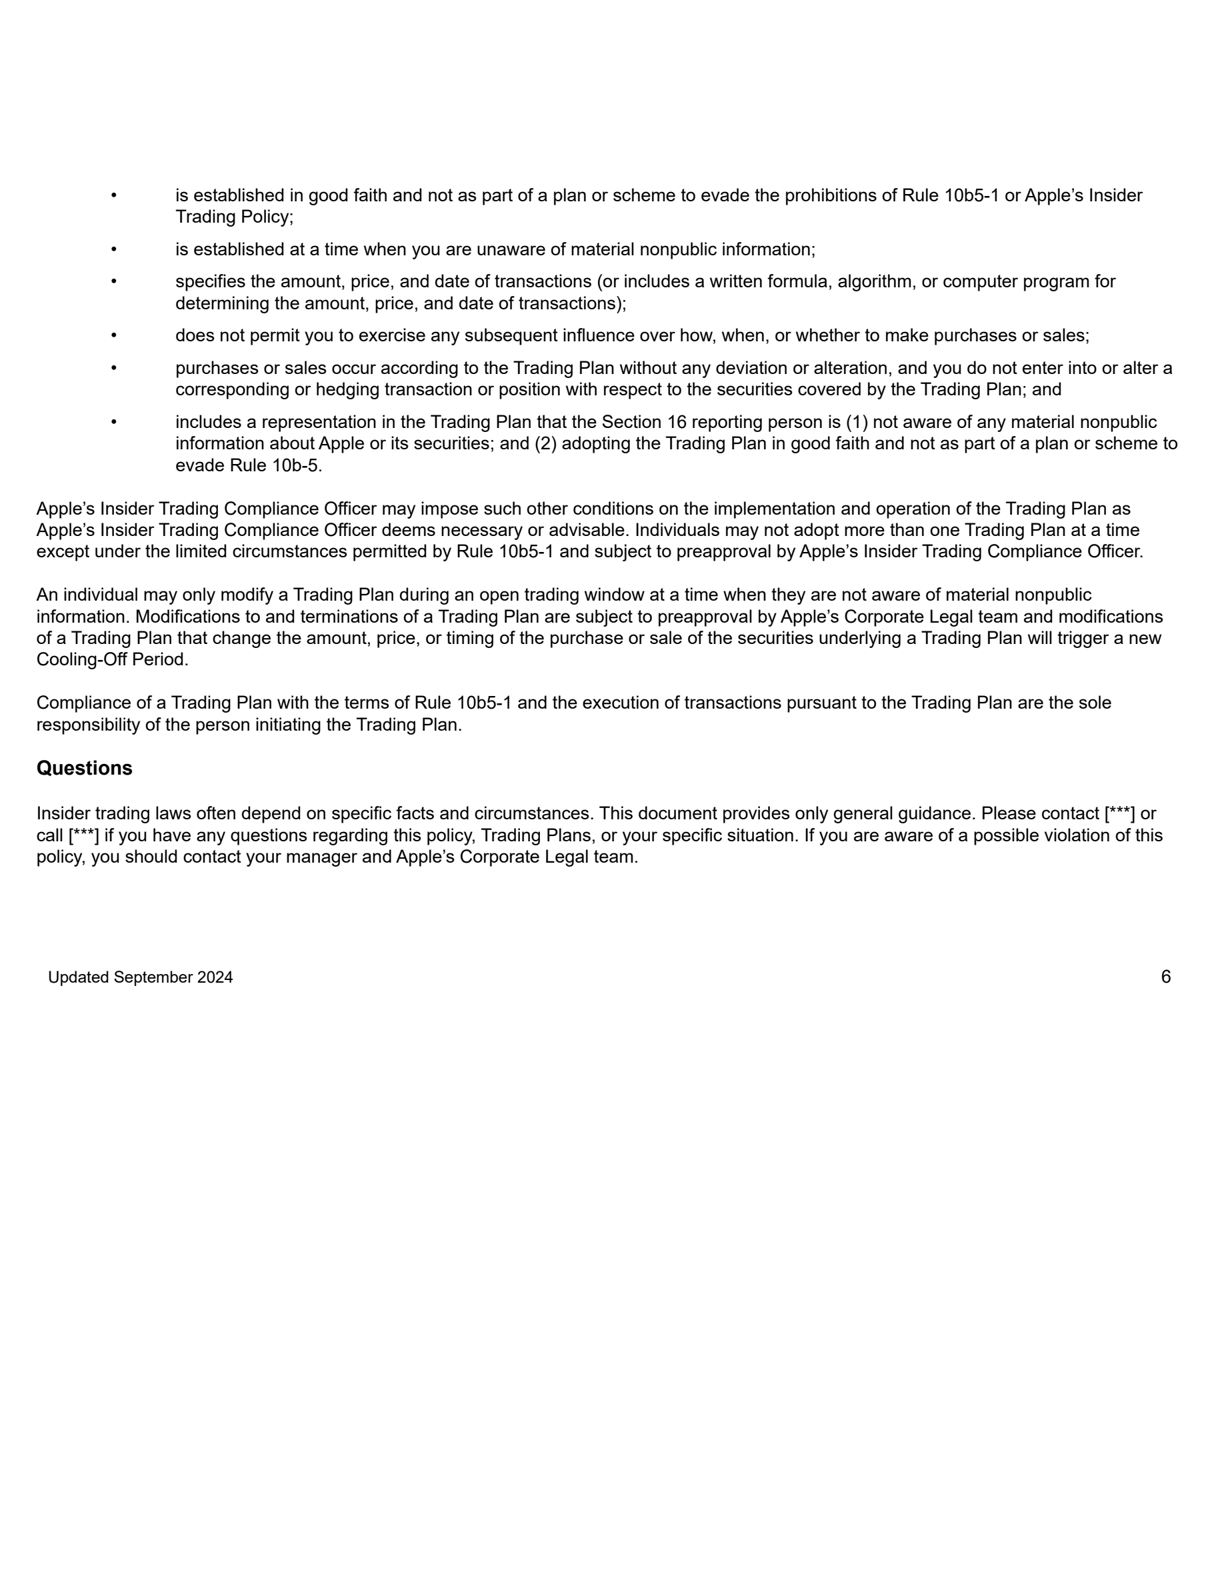 • is established in good faith and not as part of a plan or scheme to evade the prohibitions of Rule 10b5-1 or Apple’s Insider
Trading Policy;
• is established at a time when you are unaware of material nonpublic information;
• specifies the amount, price, and date of transactions (or includes a written formula, algorithm, or computer program for
determining the amount, price, and date of transactions);
• does not permit you to exercise any subsequent influence over how, when, or whether to make purchases or sales;
• purchases or sales occur according to the Trading Plan without any deviation or alteration, and you do not enter into or alter a
corresponding or hedging transaction or position with respect to the securities covered by the Trading Plan; and
• includes a representation in the Trading Plan that the Section 16 reporting person is (1) not aware of any material nonpublic
information about Apple or its securities; and (2) adopting the Trading Plan in good faith and not as part of a plan or scheme to
evade Rule 10b-5.
Apple’s Insider Trading Compliance Officer may impose such other conditions on the implementation and operation of the Trading Plan as
Apple’s Insider Trading Compliance Officer deems necessary or advisable. Individuals may not adopt more than one Trading Plan at a time
except under the limited circumstances permitted by Rule 10b5-1 and subject to preapproval by Apple’s Insider Trading Compliance Officer.
An individual may only modify a Trading Plan during an open trading window at a time when they are not aware of material nonpublic
information. Modifications to and terminations of a Trading Plan are subject to preapproval by Apple’s Corporate Legal team and modifications
of a Trading Plan that change the amount, price, or timing of the purchase or sale of the securities underlying a Trading Plan will trigger a new
Cooling-Off Period.
Compliance of a Trading Plan with the terms of Rule 10b5-1 and the execution of transactions pursuant to the Trading Plan are the sole
responsibility of the person initiating the Trading Plan.
Questions
Insider trading laws often depend on specific facts and circumstances. This document provides only general guidance. Please contact [***] or
call [***] if you have any questions regarding this policy, Trading Plans, or your specific situation. If you are aware of a possible violation of this
policy, you should contact your manager and Apple’s Corporate Legal team.
Updated September 2024 6